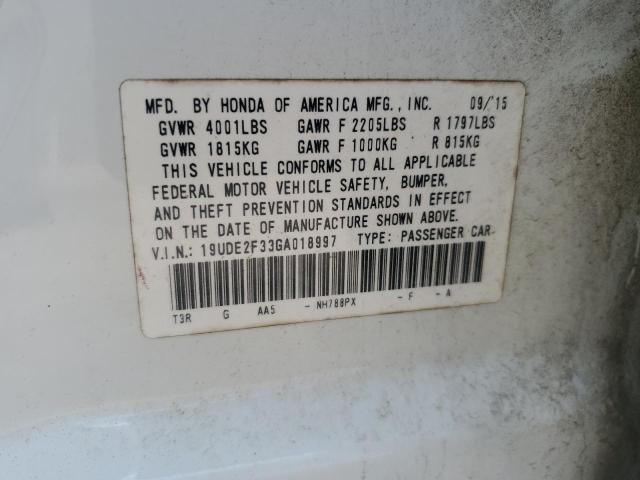 MFD. BY HONDA OF AMERICA MFG., INC. 09/15
GVWR 4001LBS GAWR F 2205LBS R 1797LBS
GVWR 1815KG GAWR F 1000KG R 815KG
THIS VEHICLE CONFORMS TO ALL APPLICABLE
FEDERAL MOTOR VEHICLE SAFETY, BUMPER,
AND THEFT PREVENTION STANDARDS IN EFFECT
ON THE DATE OF MANUFACTURE SHOWN ABOVE.
V.I.N.: 19UDE2F33GA018997 TYPE: PASSENGER CAR
T3R G AA5 - NH788PX - F - A